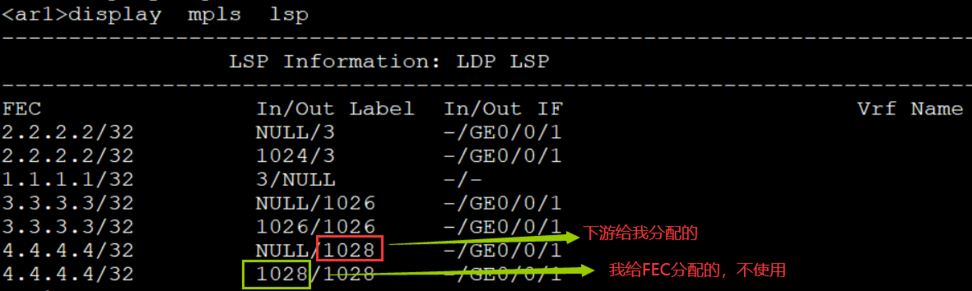 <ar1>display mpls lsp
-------------------------------------------------------------------------------
LSP Information: LDP LSP
-------------------------------------------------------------------------------
FEC In/Out Label In/Out IF Vrf Name
2.2.2.2/32 NULL/3 -/GE0/0/1
2.2.2.2/32 1024/3 -/GE0/0/1
1.1.1.1/32 3/NULL -/-
3.3.3.3/32 NULL/1026 -/GE0/0/1
3.3.3.3/32 1026/1026 -/GE0/0/1
4.4.4.4/32 NULL/1028 -/GE0/0/1 下游给我分配的
4.4.4.4/32 1028/1028 -/GE0/0/1 我给FEC分配的，不使用